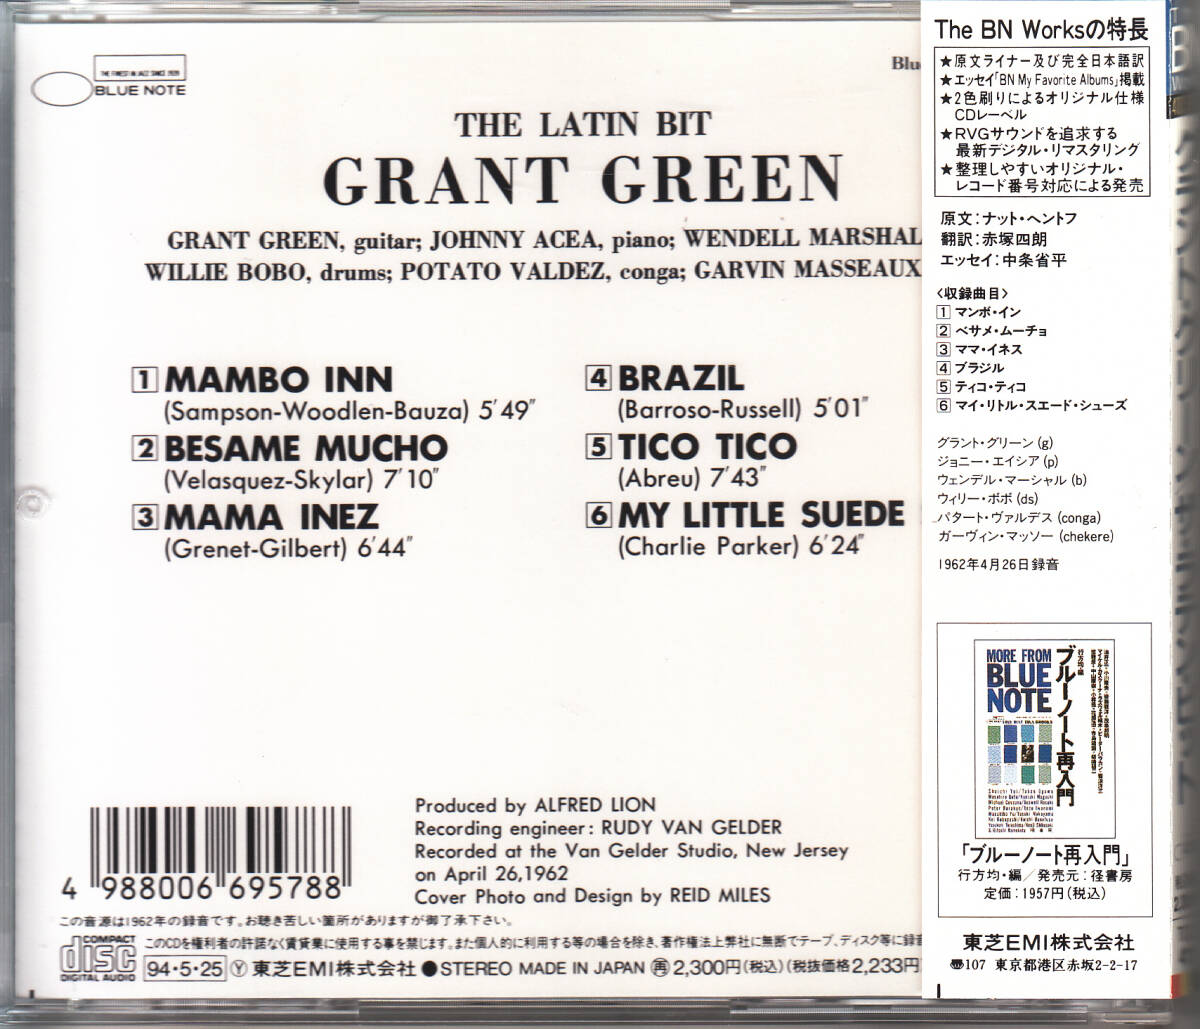 THE FINEST IN JAZZ SINCE 1939
BLUE NOTE
Blu
THE LATIN BIT
GRANT GREEN
GRANT GREEN, guitar; JOHNNY ACEA, piano; WENDELL MARSHAL
WILLIE BOBO, drums; POTATO VALDEZ, conga; GARVIN MASSEAUX
1 MAMBO INN
(Sampson-Woodlen-Bauza) 5'49"
2 BESAME MUCHO
(Velasquez-Skylar) 7'10"
3 MAMA INEZ
(Grenet-Gilbert) 6'44"
4 BRAZIL
(Barroso-Russell) 5'01"
5 TICO TICO
(Abreu) 7'43"
6 MY LITTLE SUEDE
(Charlie Parker) 6'24"
4 988006 695788
Produced by ALFRED LION
Recording engineer: RUDY VAN GELDER
Recorded at the Van Gelder Studio, New Jersey
on April 26,1962
Cover Photo and Design by REID MILES
この音源は1962年の録音です。お聴き苦しい箇所がありますが御了承下さい。
COMPACT
disc
DIGITAL AUDIO
このCDを権利者の許諾なく賃貸業に使用する事を禁じます。また個人的に利用する等の場合を除き、著作権法上弊社に無断でテープ、ディスク等に録音
94・5・25 Ⓨ 東芝EMI株式会社 ●STEREO MADE IN JAPAN 再 2,300円(税込)(税抜価格2,233円
The BN Worksの特長
★原文ライナー及び完全日本語訳
★エッセイ「BN My Favorite Albums」掲載
★2色刷りによるオリジナル仕様
CDレーベル
★RVGサウンドを追求する
最新デジタル・リマスタリング
★整理しやすいオリジナル・
レコード番号対応による発売
原文:ナット・ヘントフ
翻訳:赤塚四朗
エッセイ:中条省平
〈収録曲目〉
1 マンボ・イン
2 ベサメ・ムーチョ
3 ママ・イネス
4 ブラジル
5 ティコ・ティコ
6 マイ・リトル・スエード・シューズ
グラント・グリーン(g)
ジョニー・エイシア(p)
ウェンデル・マーシャル(b)
ウィリー・ボボ(ds)
パタート・ヴァルデス(conga)
ガーヴィン・マッソー(chekere)
1962年4月26日録音
MORE FROM
BLUE
NOTE
ブルーノート再入門
行方均・編
「ブルーノート再入門」
行方均・編/発売元:径書房
定価:1957円(税込)
東芝EMI株式会社
〠107 東京都港区赤坂2-2-17